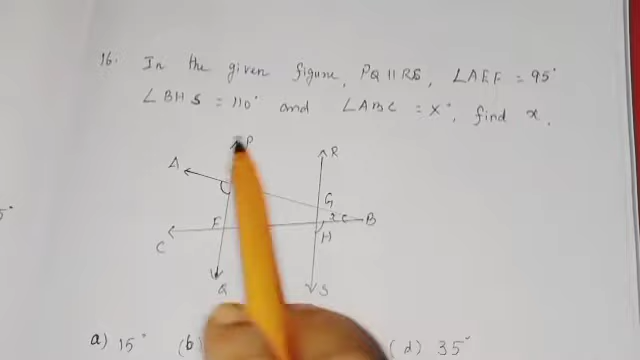 16. In the given figure, PQ || RS, ∠AEF = 95°
∠BHS = 110° and ∠ABC = x°, find x.
P
A
R
G
F
x
B
C
H
Q
S
a) 15° (b) (d) 35°